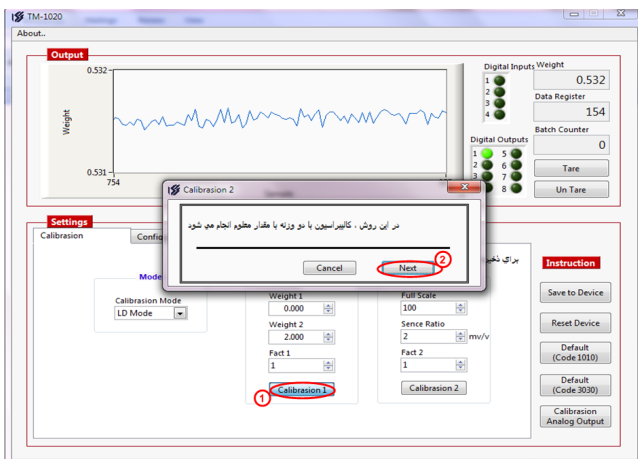 TM-1020
About..
Output
0.532
Weight
0.531
754
Digital Inputs
1
2
3
4
Digital Outputs
1 5
2 6
3 7
8
Weight
0.532
Data Register
154
Batch Counter
0
Tare
Un Tare
Calibrasion 2
در این روش ، کالیبراسیون با دو وزنه با مقدار معلوم انجام می شود
Cancel
Next
2
Settings
Calibrasion
Mode
Calibrasion Mode
LD Mode
Weight 1
0.000
Weight 2
2.000
Fact 1
1
Calibrasion 1
1
Full Scale
100
Sence Ratio
2 mv/v
Fact 2
1
Calibrasion 2
برای
Instruction
Save to Device
Reset Device
Default
(Code 1010)
Default
(Code 3030)
Calibrasion
Analog Output